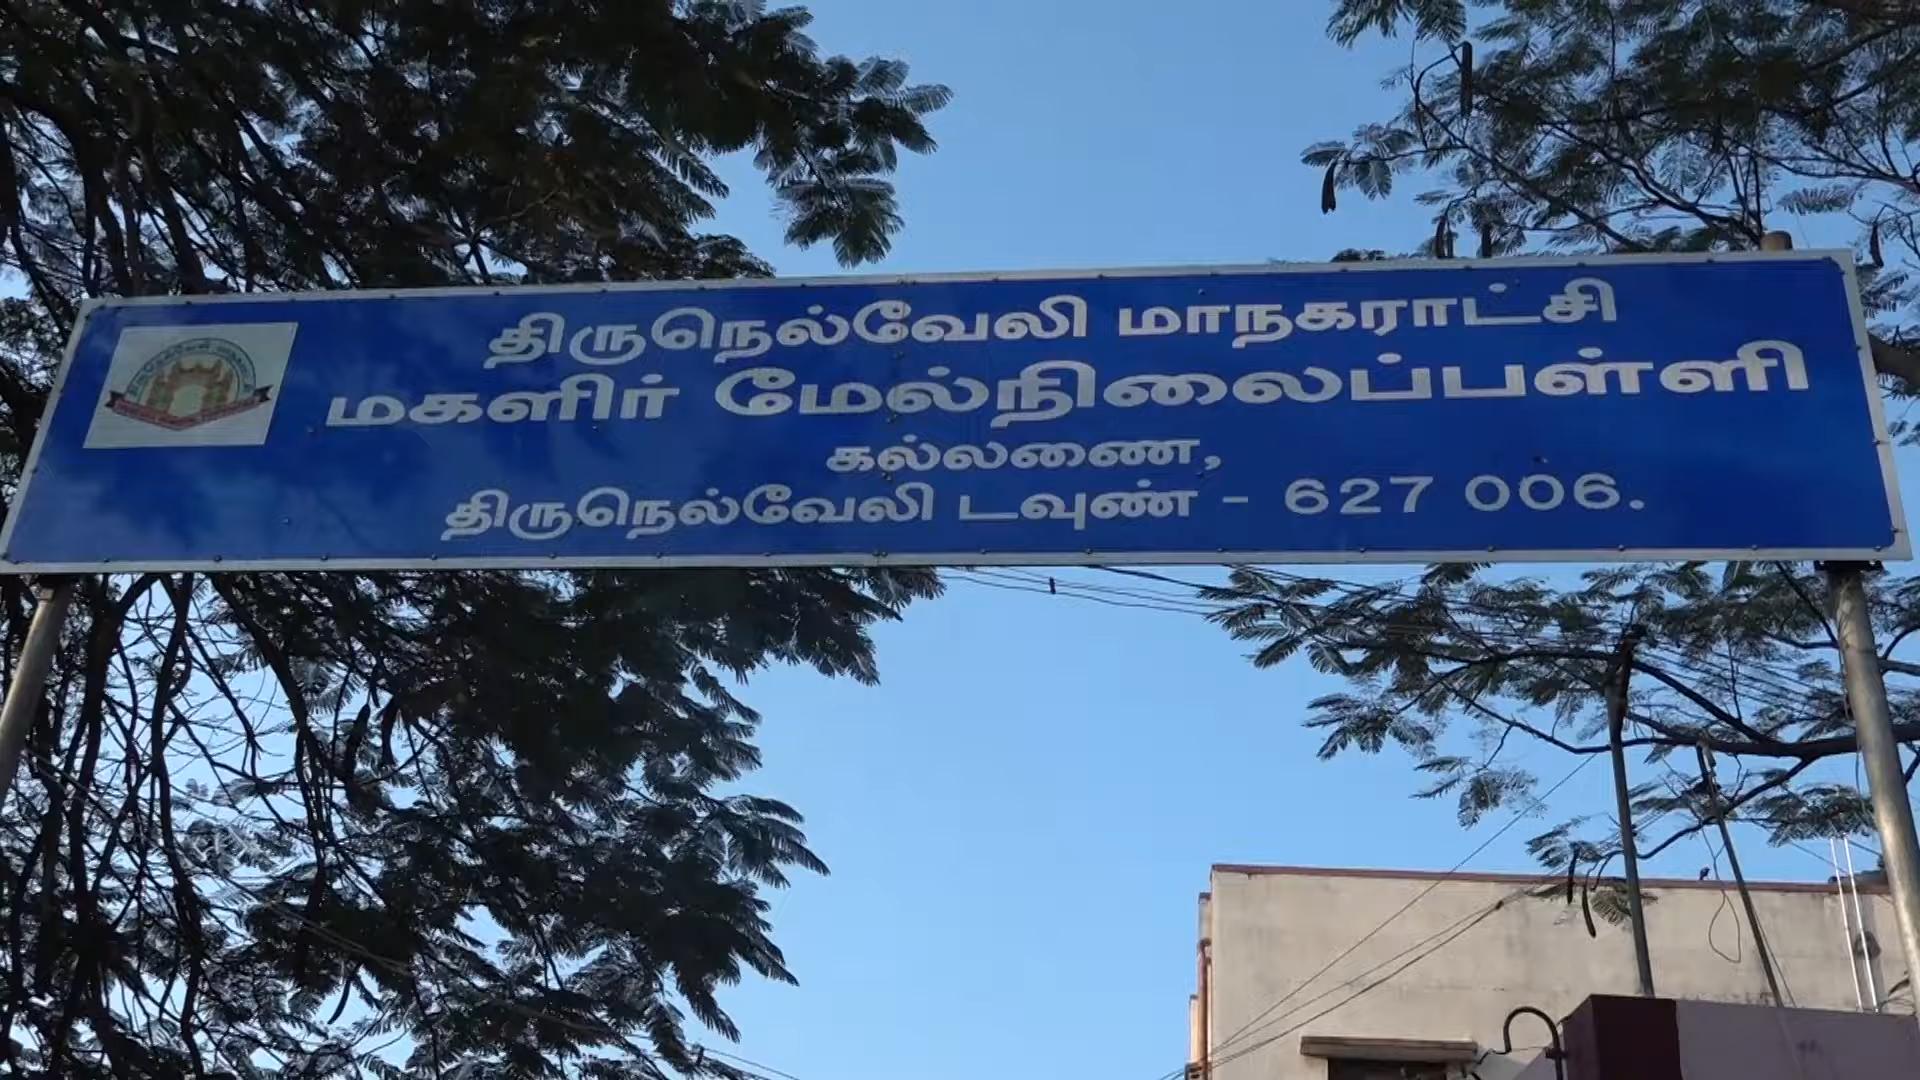 திருநெல்வேலி மாநகராட்சி
மகளிர் மேல்நிலைப்பள்ளி
கல்லணை,
திருநெல்வேலி டவுண் - 627 006.